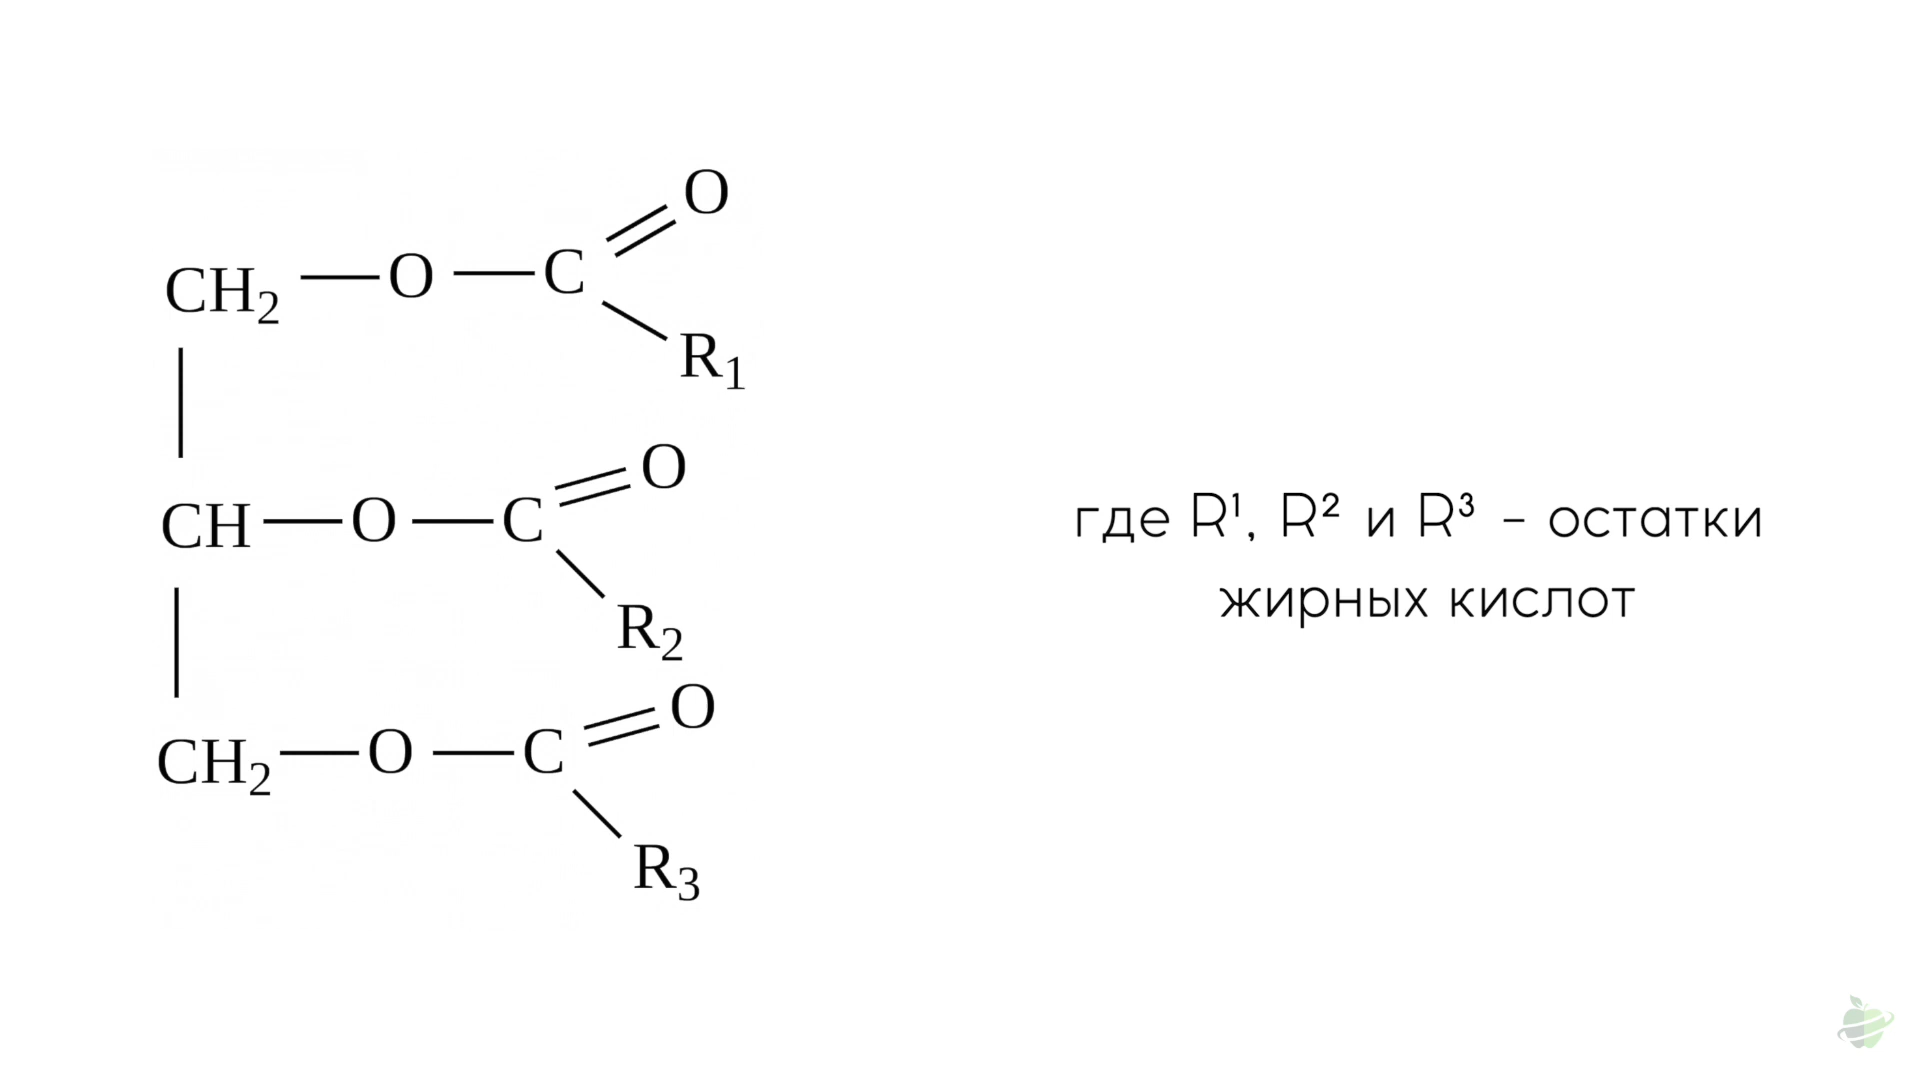 O
CH₂ — O — C
R₁
O
CH — O — C
R₂
O
CH₂ — O — C
R₃
где R¹, R² и R³ – остатки
жирных кислот